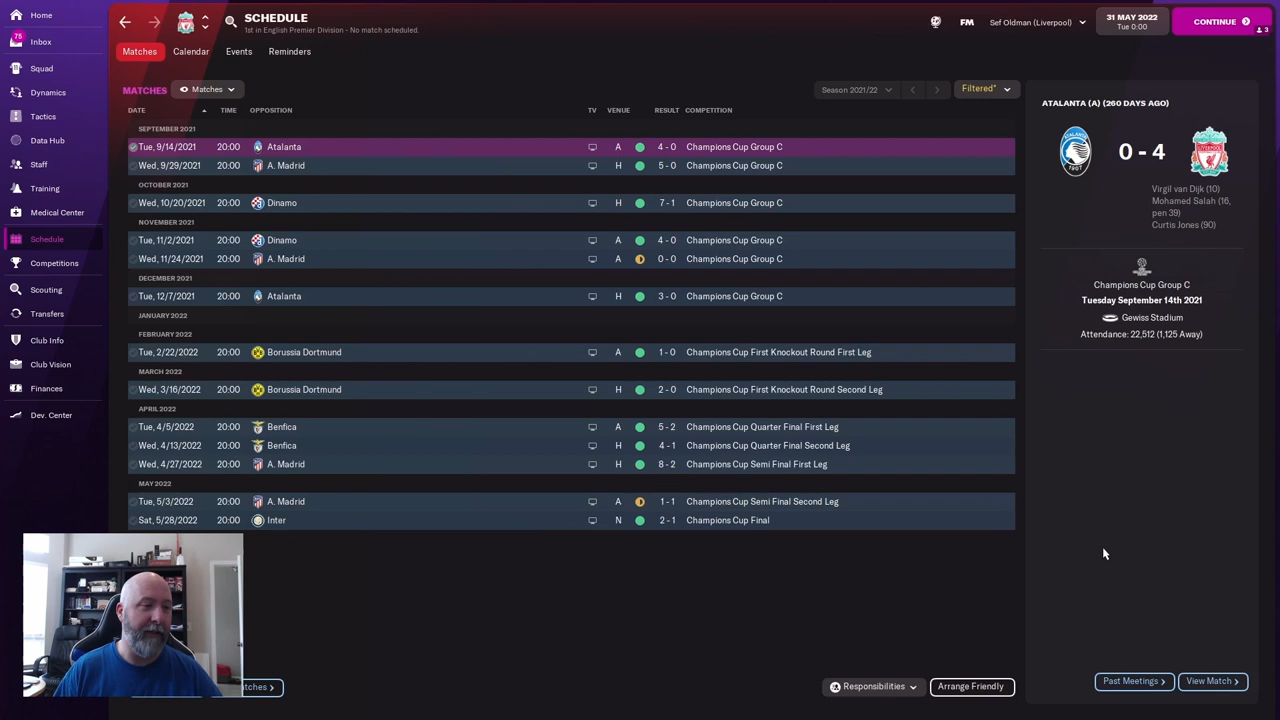 Home
75
Inbox
Squad
Dynamics
Tactics
Data Hub
Staff
Training
Medical Center
Schedule
Competitions
Scouting
Transfers
Club Info
Club Vision
Finances
Dev. Center
SCHEDULE
1st in English Premier Division - No match scheduled.
FM
Sef Oldman (Liverpool)
31 MAY 2022
Tue 0:00
CONTINUE
3
Matches Calendar Events Reminders
MATCHES Matches
Season 2021/22
Filtered*
DATE TIME OPPOSITION TV VENUE RESULT COMPETITION
SEPTEMBER 2021
Tue, 9/14/2021 20:00 Atalanta A 4 - 0 Champions Cup Group C
Wed, 9/29/2021 20:00 A. Madrid H 5 - 0 Champions Cup Group C
OCTOBER 2021
Wed, 10/20/2021 20:00 Dinamo H 7 - 1 Champions Cup Group C
NOVEMBER 2021
Tue, 11/2/2021 20:00 Dinamo A 4 - 0 Champions Cup Group C
Wed, 11/24/2021 20:00 A. Madrid A 0 - 0 Champions Cup Group C
DECEMBER 2021
Tue, 12/7/2021 20:00 Atalanta H 3 - 0 Champions Cup Group C
JANUARY 2022
FEBRUARY 2022
Tue, 2/22/2022 20:00 Borussia Dortmund A 1 - 0 Champions Cup First Knockout Round First Leg
MARCH 2022
Wed, 3/16/2022 20:00 Borussia Dortmund H 2 - 0 Champions Cup First Knockout Round Second Leg
APRIL 2022
Tue, 4/5/2022 20:00 Benfica A 5 - 2 Champions Cup Quarter Final First Leg
Wed, 4/13/2022 20:00 Benfica H 4 - 1 Champions Cup Quarter Final Second Leg
Wed, 4/27/2022 20:00 A. Madrid H 8 - 2 Champions Cup Semi Final First Leg
MAY 2022
Tue, 5/3/2022 20:00 A. Madrid A 1 - 1 Champions Cup Semi Final Second Leg
Sat, 5/28/2022 20:00 Inter N 2 - 1 Champions Cup Final
Responsibilities
Arrange Friendly
ATALANTA (A) (260 DAYS AGO)
0 - 4
Virgil van Dijk (10)
Mohamed Salah (16,
pen 39)
Curtis Jones (90)
Champions Cup Group C
Tuesday September 14th 2021
Gewiss Stadium
Attendance: 22,512 (1,125 Away)
Past Meetings
View Match